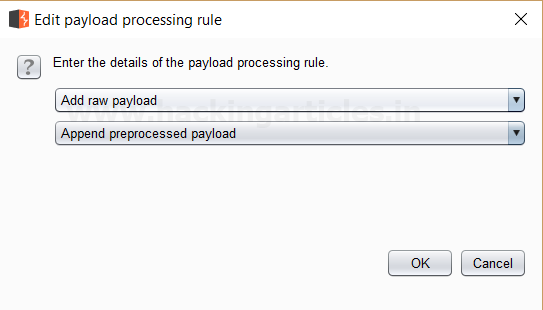 Edit payload processing rule
?
Enter the details of the payload processing rule.
Add raw payload
www.hackingarticles.in
Append preprocessed payload
OK
Cancel